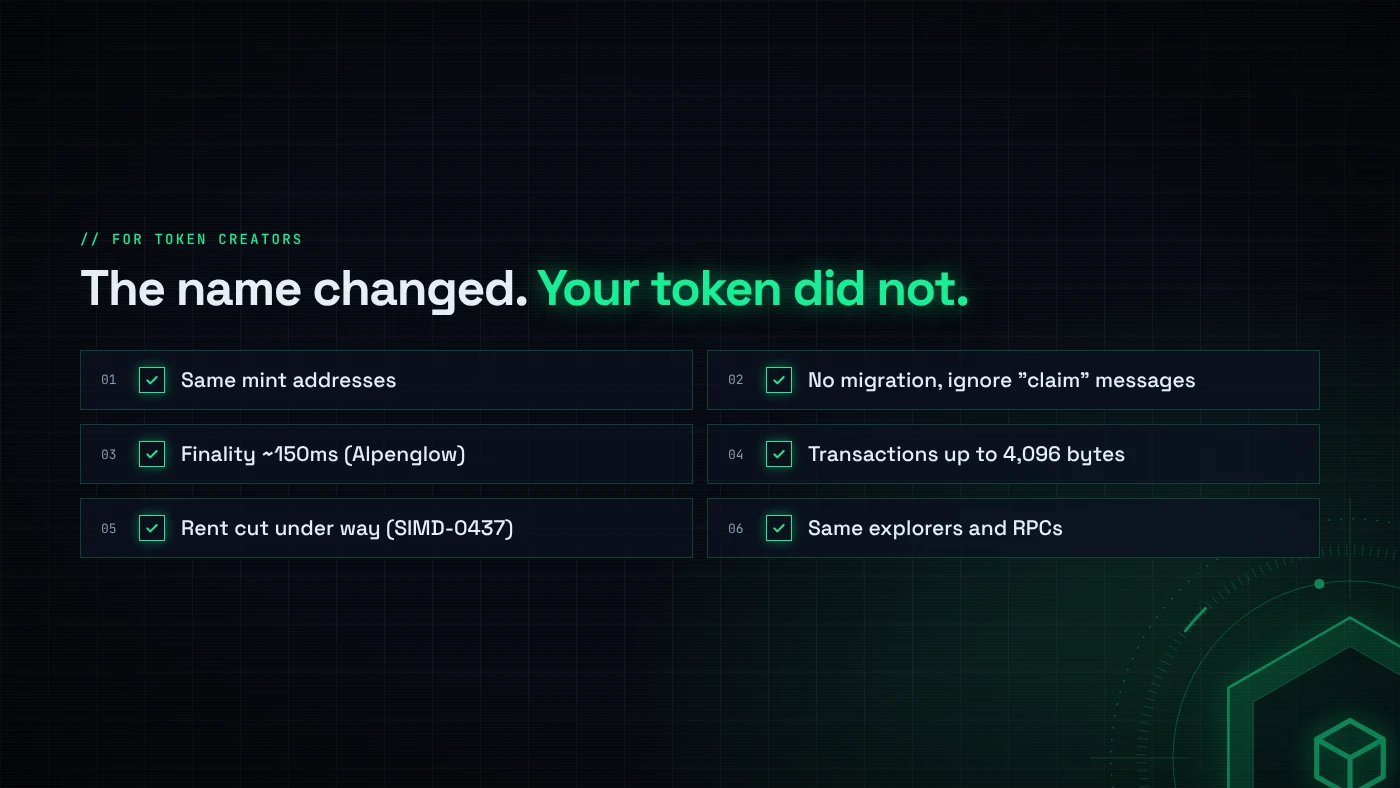 // FOR TOKEN CREATORS
The name changed. Your token did not.
01 Same mint addresses
02 No migration, ignore ”claim” messages
03 Finality ~150ms (Alpenglow)
04 Transactions up to 4,096 bytes
05 Rent cut under way (SIMD-0437)
06 Same explorers and RPCs